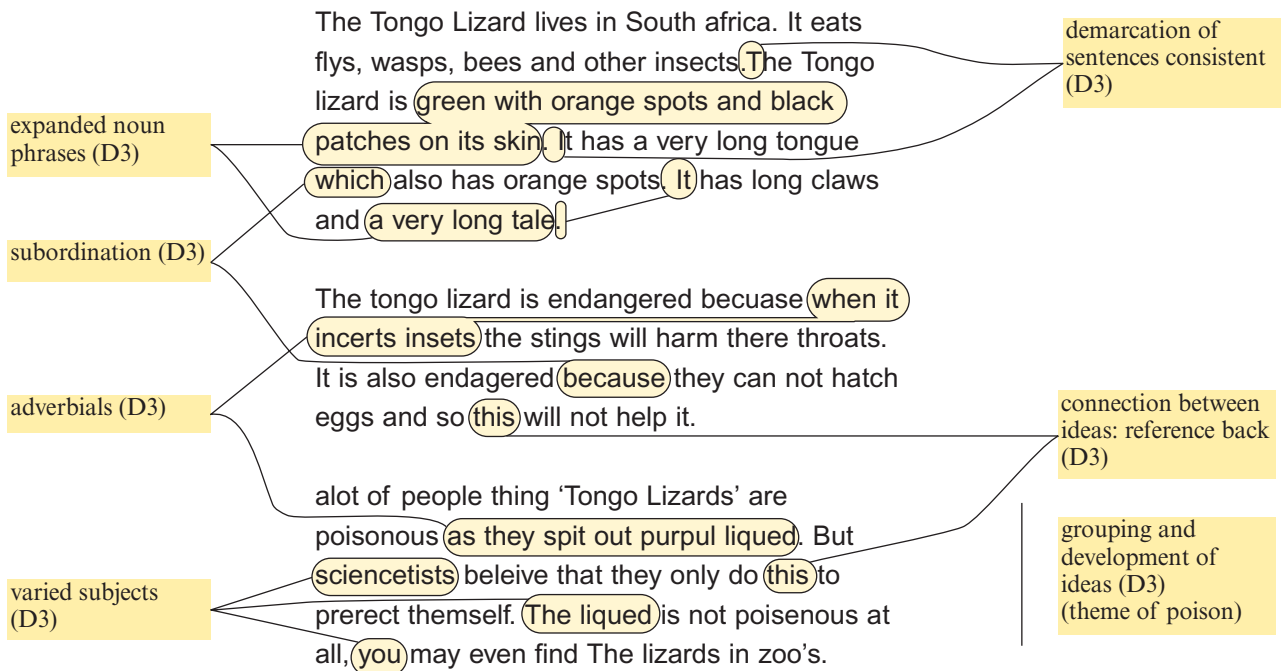 The Tongo Lizard lives in South africa. It eats
flys, wasps, bees and other insects.The Tongo
lizard is green with orange spots and black
patches on its skin. It has a very long tongue
which also has orange spots. It has long claws
and a very long tale.
The tongo lizard is endangered becuase when it
incerts insets the stings will harm there throats.
It is also endagered because they can not hatch
eggs and so this will not help it.
alot of people thing ‘Tongo Lizards’ are
poisonous as they spit out purpul liqued. But
sciencetists beleive that they only do this to
prerect themself. The liqued is not poisenous at
all, you may even find The lizards in zoo’s.
expanded noun
phrases (D3)
subordination (D3)
adverbials (D3)
varied subjects
(D3)
demarcation of
sentences consistent
(D3)
connection between
ideas: reference back
(D3)
grouping and
development of
ideas (D3)
(theme of poison)